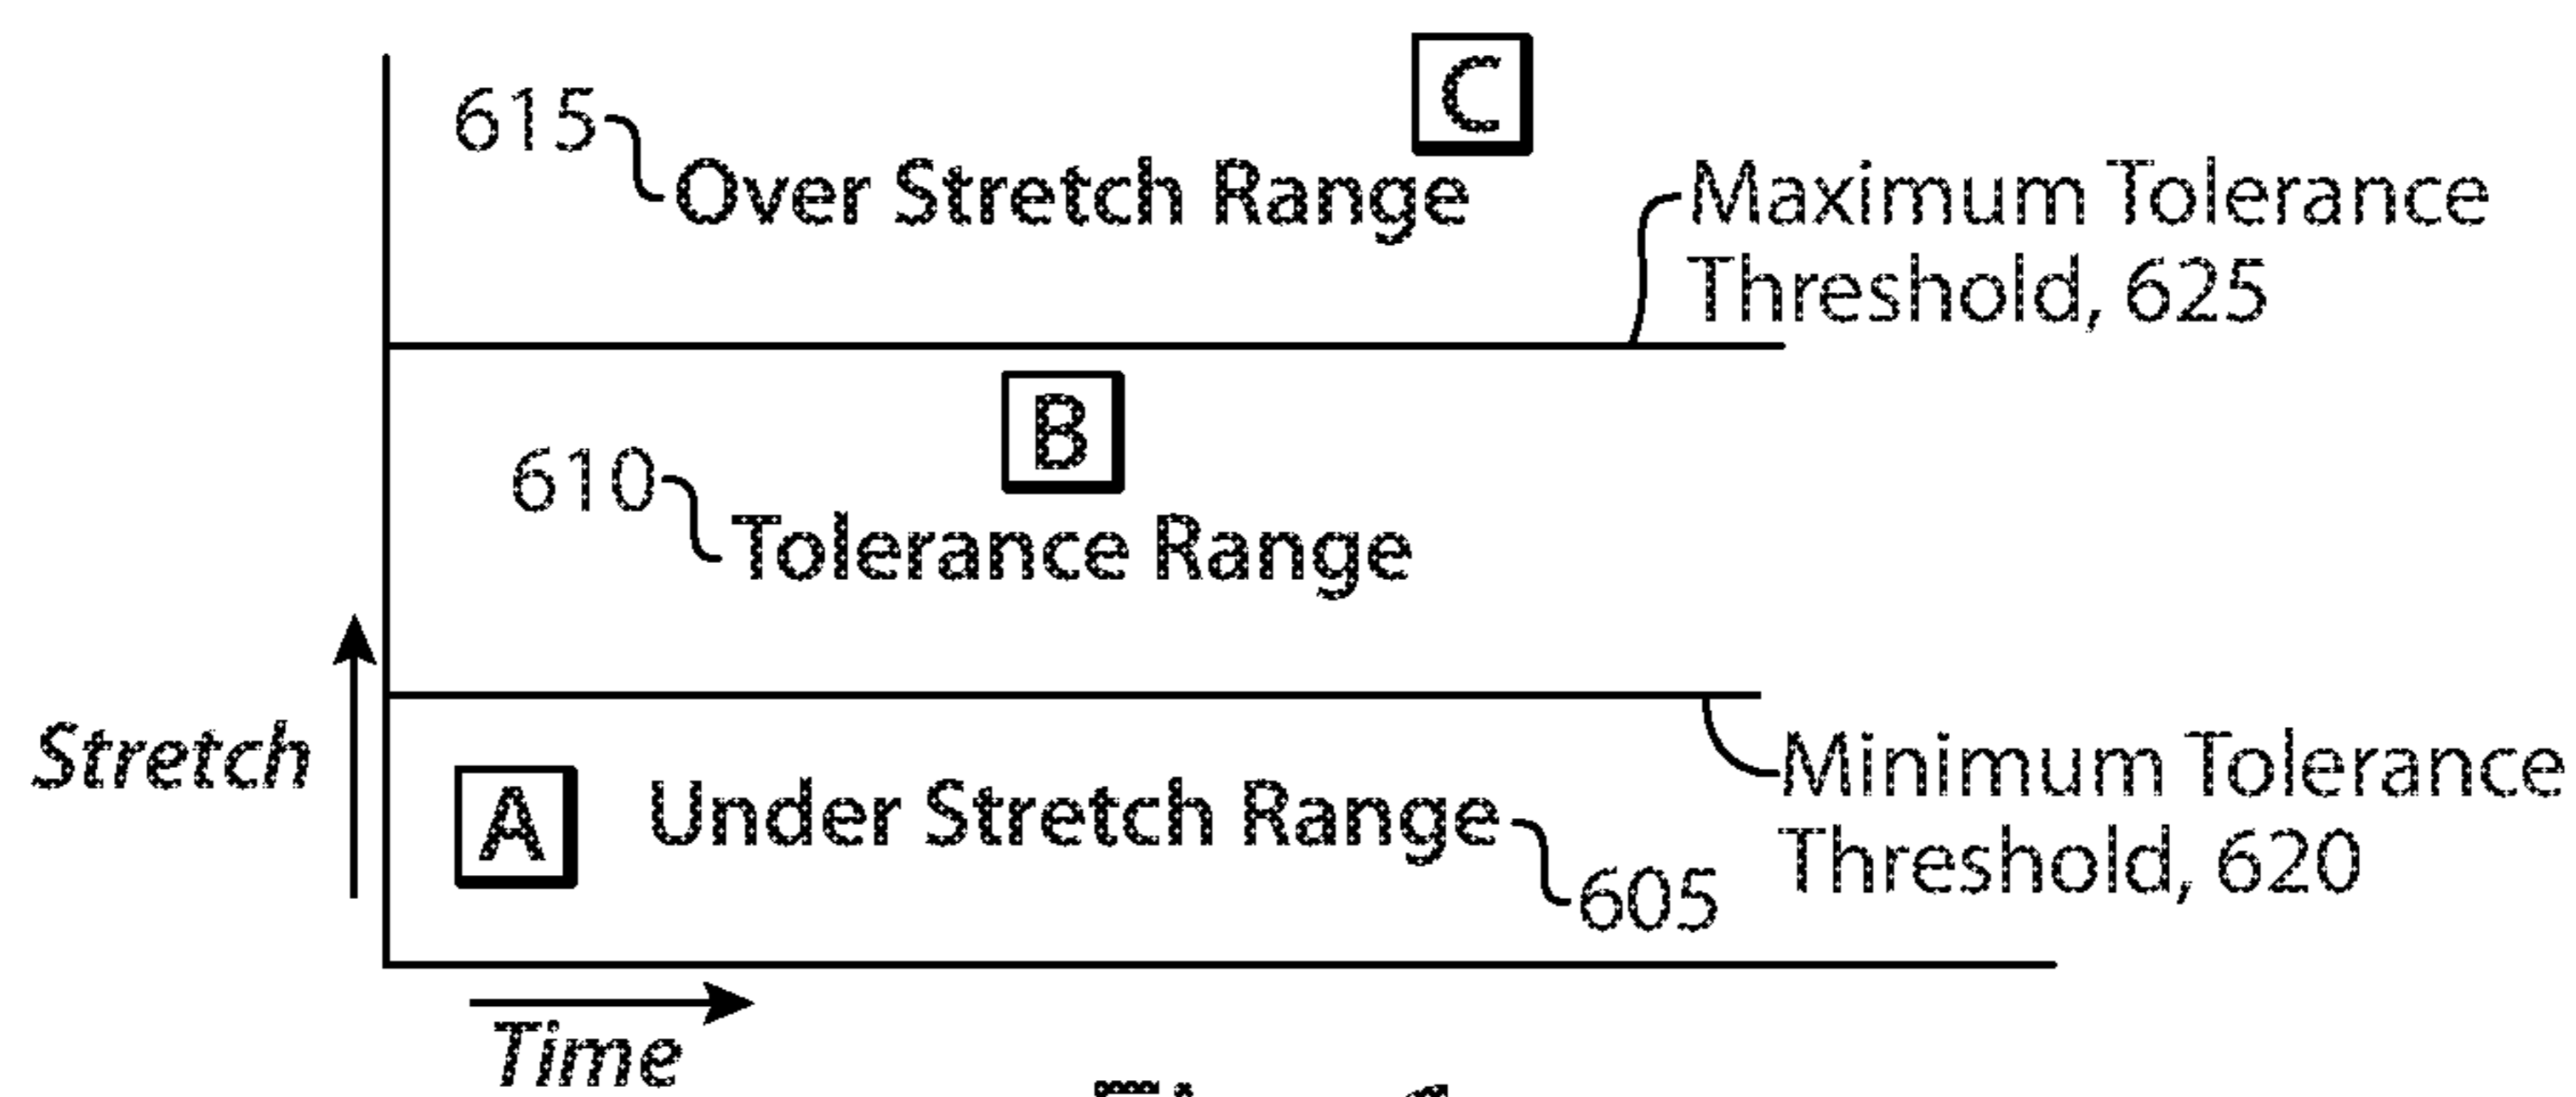 C
615
Over Stretch Range
Maximum Tolerance
Threshold, 625
B
610
Tolerance Range
Stretch
A
Under Stretch Range
605
Minimum Tolerance
Threshold, 620
Time